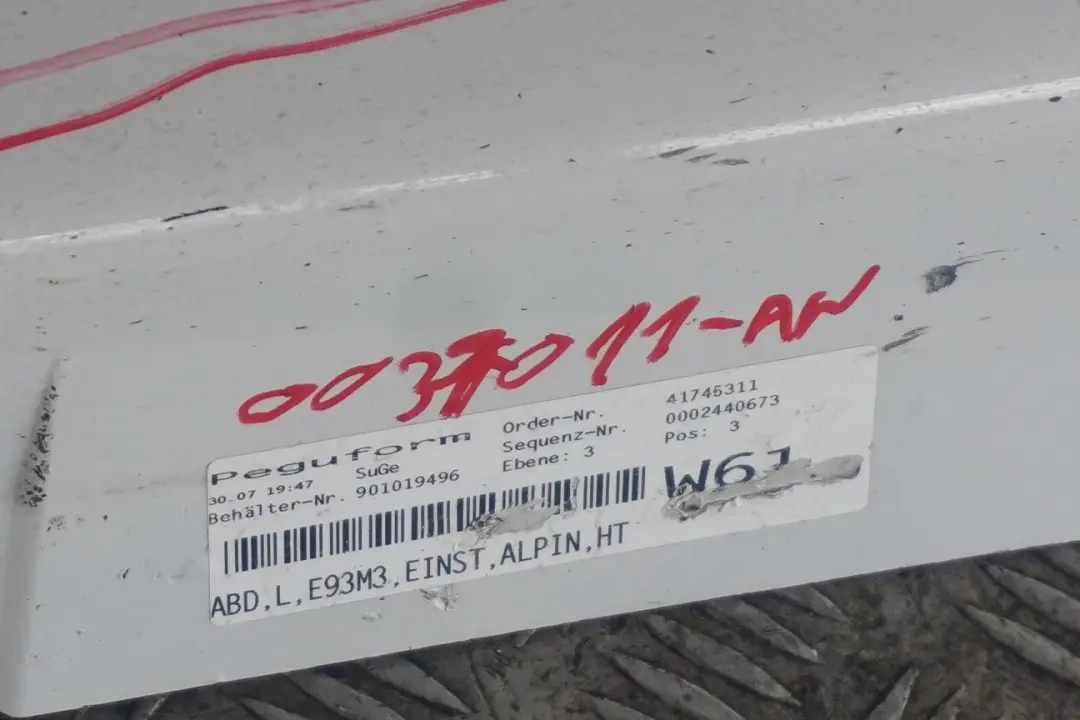 0037011-AW
Peguform
30.07 19:47 SuGe
Behälter-Nr. 901019496
Order-Nr. 41745311
Sequenz-Nr. 0002440673
Ebene: 3 Pos: 3
W61
ABD,L,E93M3,EINST,ALPIN,HT